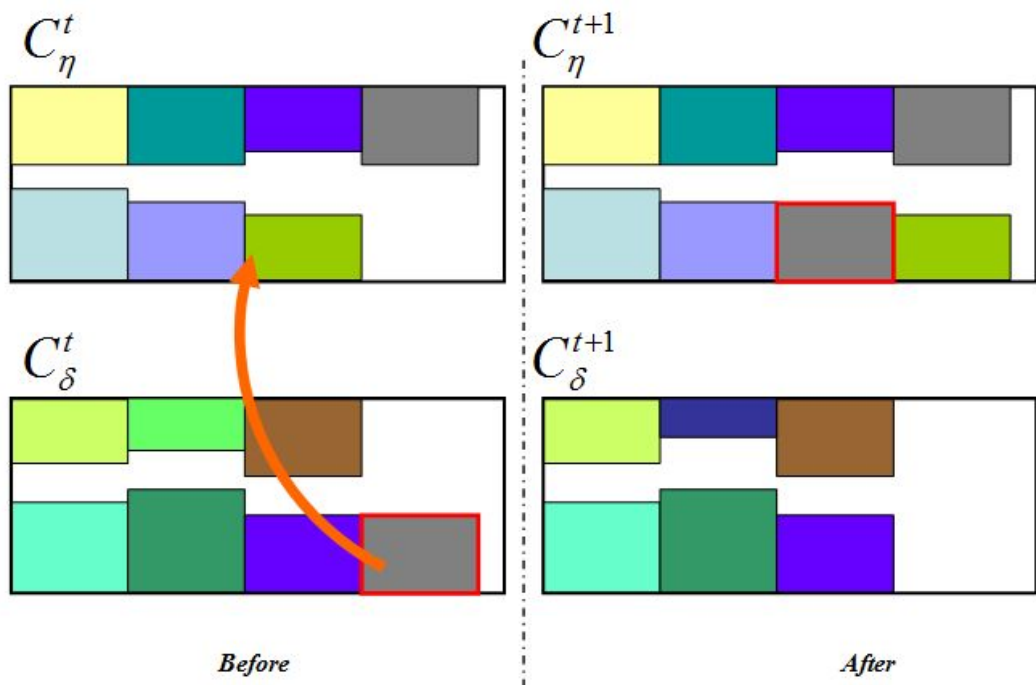 C_η^t
C_η^{t+1}
C_δ^t
C_δ^{t+1}
Before
After